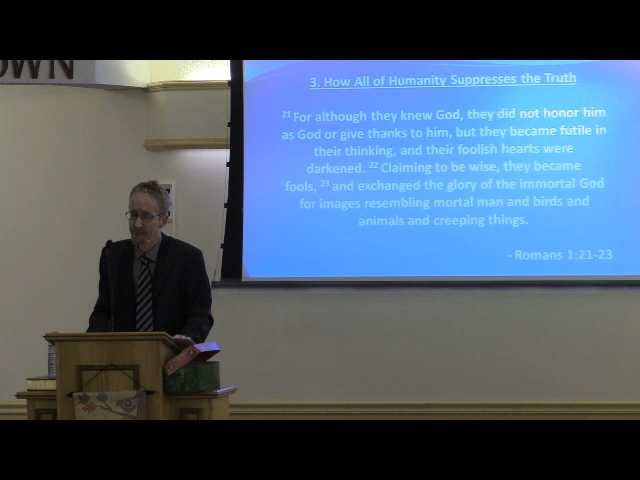 OWN
3. How All of Humanity Suppresses the Truth
21 For although they knew God, they did not honor him
as God or give thanks to him, but they became futile in
their thinking, and their foolish hearts were
darkened. 22 Claiming to be wise, they became
fools, 23 and exchanged the glory of the immortal God
for images resembling mortal man and birds and
animals and creeping things.
- Romans 1:21-23